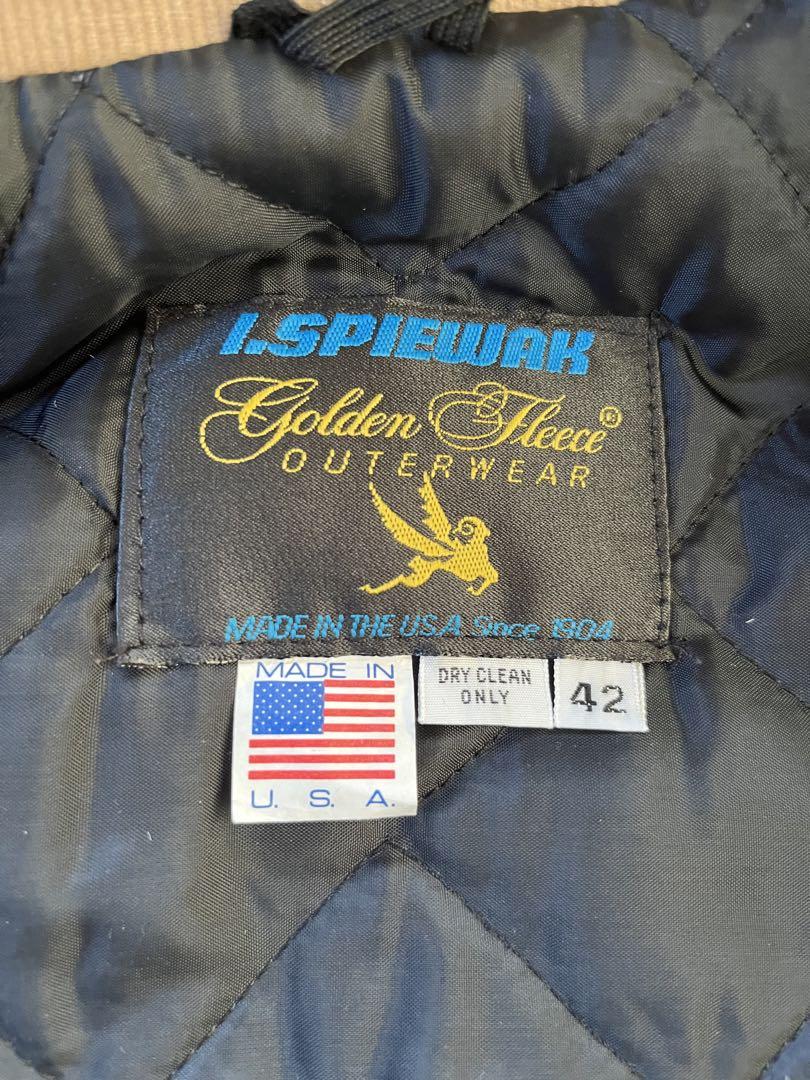 I.SPIEWAK
Golden Fleece®
OUTERWEAR
MADE IN THE U.S.A. Since 1904
MADE IN
U. S. A.
DRY CLEAN
ONLY
42